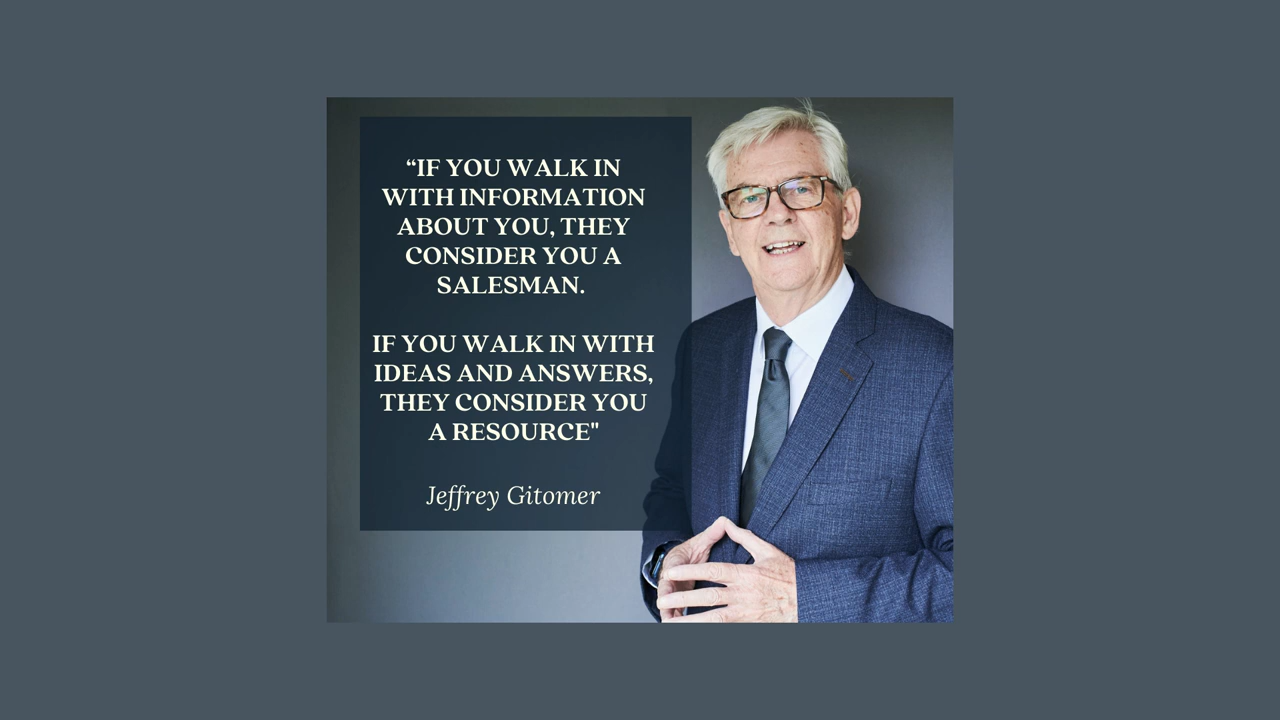 “IF YOU WALK IN
WITH INFORMATION
ABOUT YOU, THEY
CONSIDER YOU A
SALESMAN.
IF YOU WALK IN WITH
IDEAS AND ANSWERS,
THEY CONSIDER YOU
A RESOURCE"
Jeffrey Gitomer